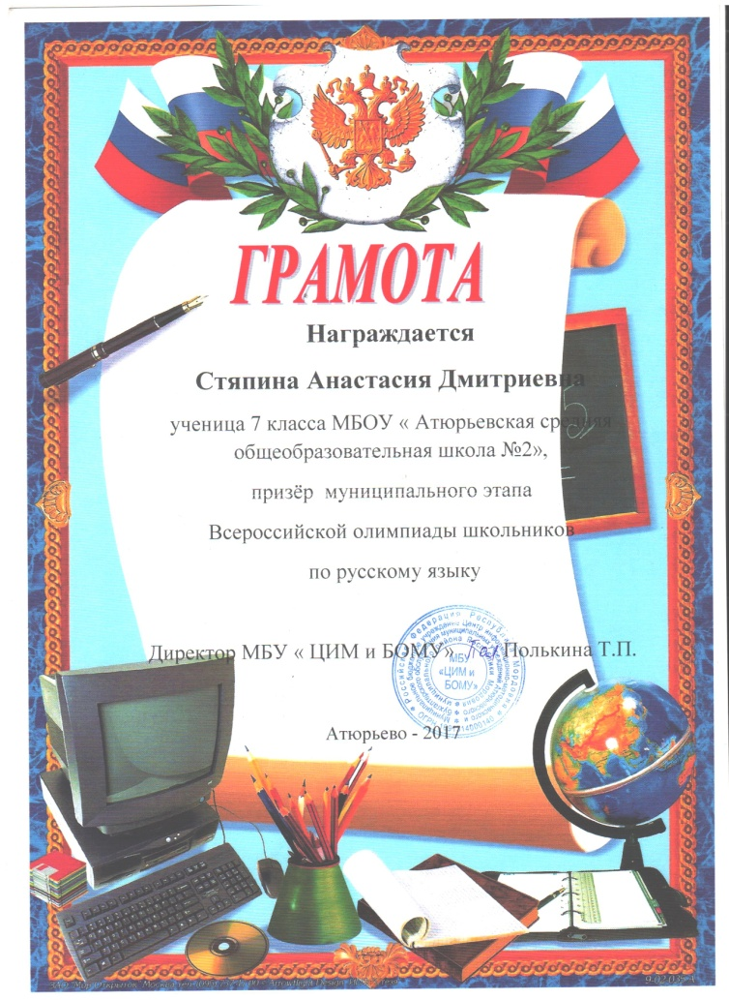 ГРАМОТА
Награждается
Стяпина Анастасия Дмитриевна
ученица 7 класса МБОУ « Атюрьевская средняя
общеобразовательная школа №2»,
призёр муниципального этапа
Всероссийской олимпиады школьников
по русскому языку
Директор МБУ « ЦИМ и БОМУ» Полькина Т.П.
МБУ
«ЦИМ и
БОМУ»
Атюрьево - 2017